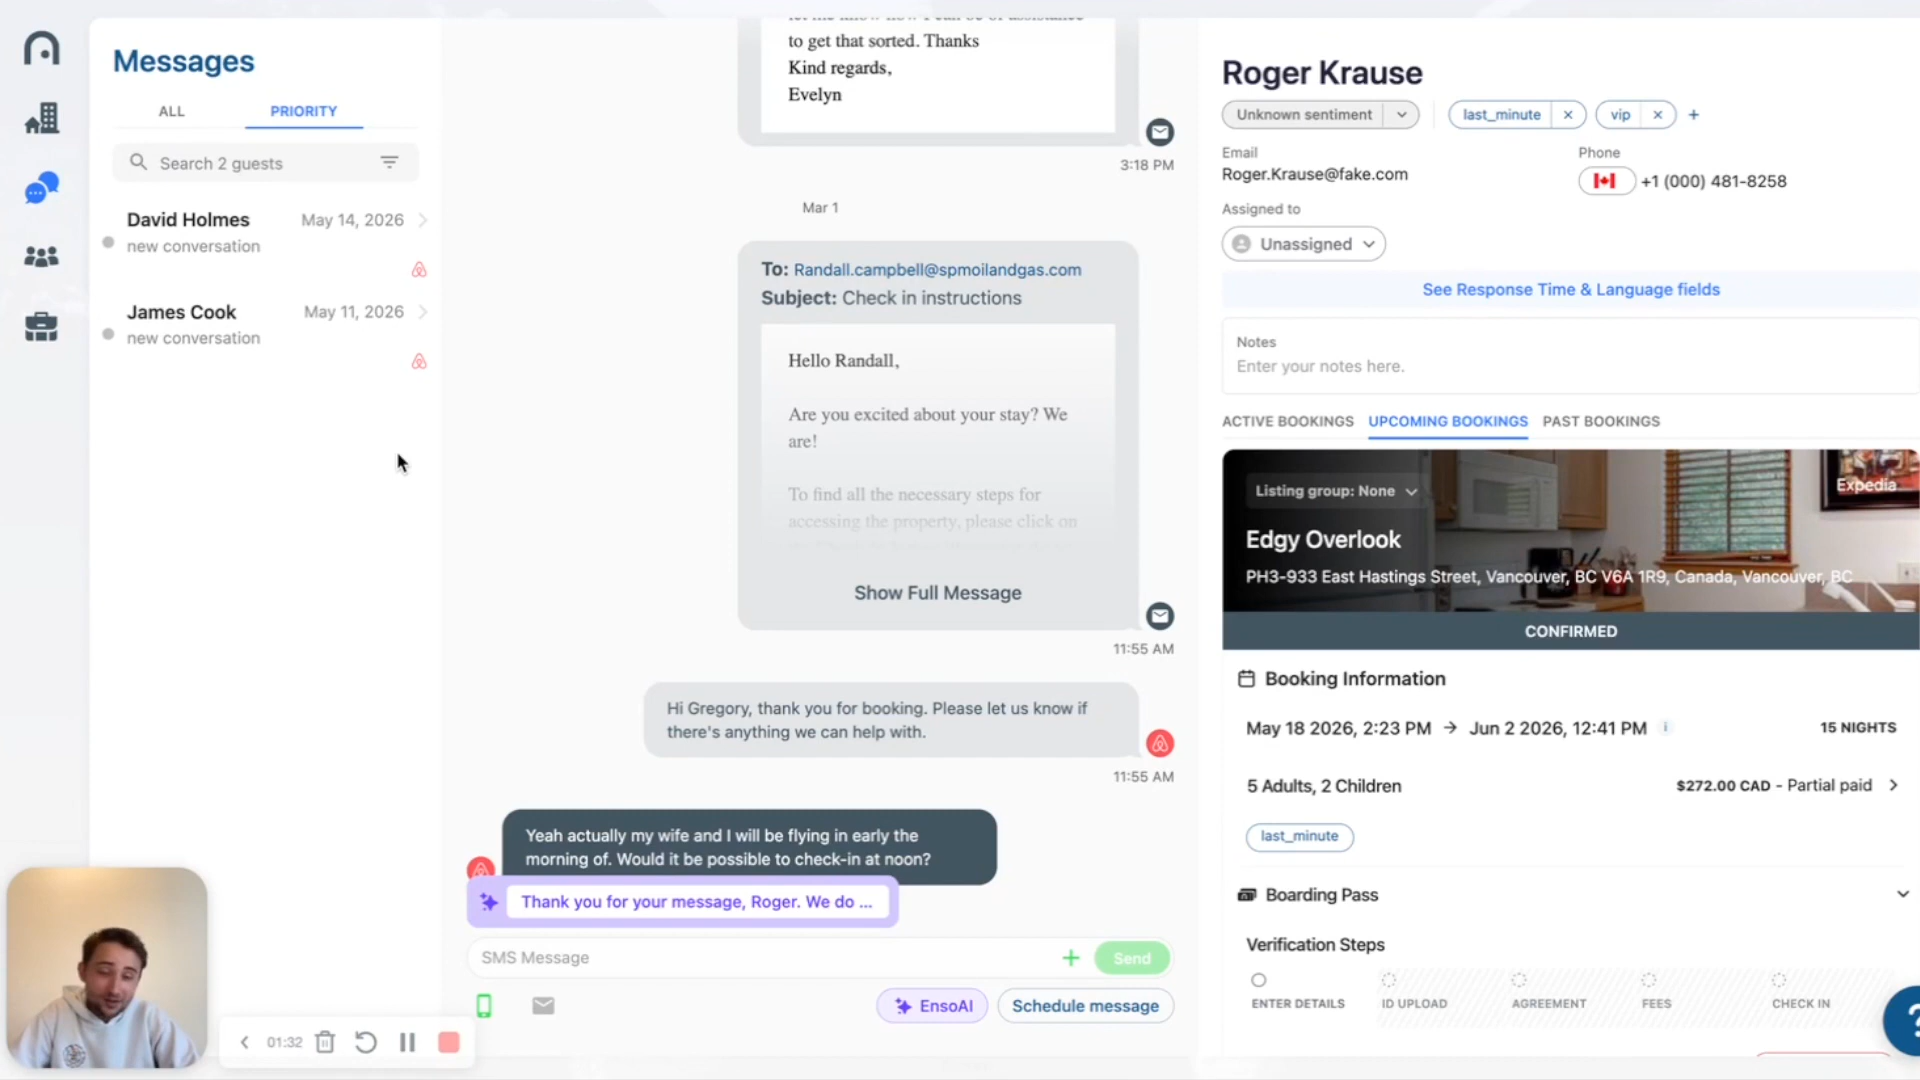 Messages
ALL
PRIORITY
Search 2 guests
David Holmes
May 14, 2026
new conversation
James Cook
May 11, 2026
new conversation
let me know how I can be of assistance
to get that sorted. Thanks
Kind regards,
Evelyn
3:18 PM
Mar 1
To: Randall.campbell@spmoilandgas.com
Subject: Check in instructions
Hello Randall,
Are you excited about your stay? We
are!
To find all the necessary steps for
accessing the property, please click on
Show Full Message
11:55 AM
Hi Gregory, thank you for booking. Please let us know if
there's anything we can help with.
11:55 AM
Yeah actually my wife and I will be flying in early the
morning of. Would it be possible to check-in at noon?
Thank you for your message, Roger. We do ...
SMS Message
+
Send
EnsoAI
Schedule message
01:32
Roger Krause
Unknown sentiment
last_minute
vip
+
Email
Roger.Krause@fake.com
Phone
+1 (000) 481-8258
Assigned to
Unassigned
See Response Time & Language fields
Notes
Enter your notes here.
ACTIVE BOOKINGS
UPCOMING BOOKINGS
PAST BOOKINGS
Listing group: None
Expedia
Edgy Overlook
PH3-933 East Hastings Street, Vancouver, BC V6A 1R9, Canada, Vancouver, BC
CONFIRMED
Booking Information
May 18 2026, 2:23 PM → Jun 2 2026, 12:41 PM
15 NIGHTS
5 Adults, 2 Children
$272.00 CAD - Partial paid
last_minute
Boarding Pass
Verification Steps
ENTER DETAILS
ID UPLOAD
AGREEMENT
FEES
CHECK IN
?